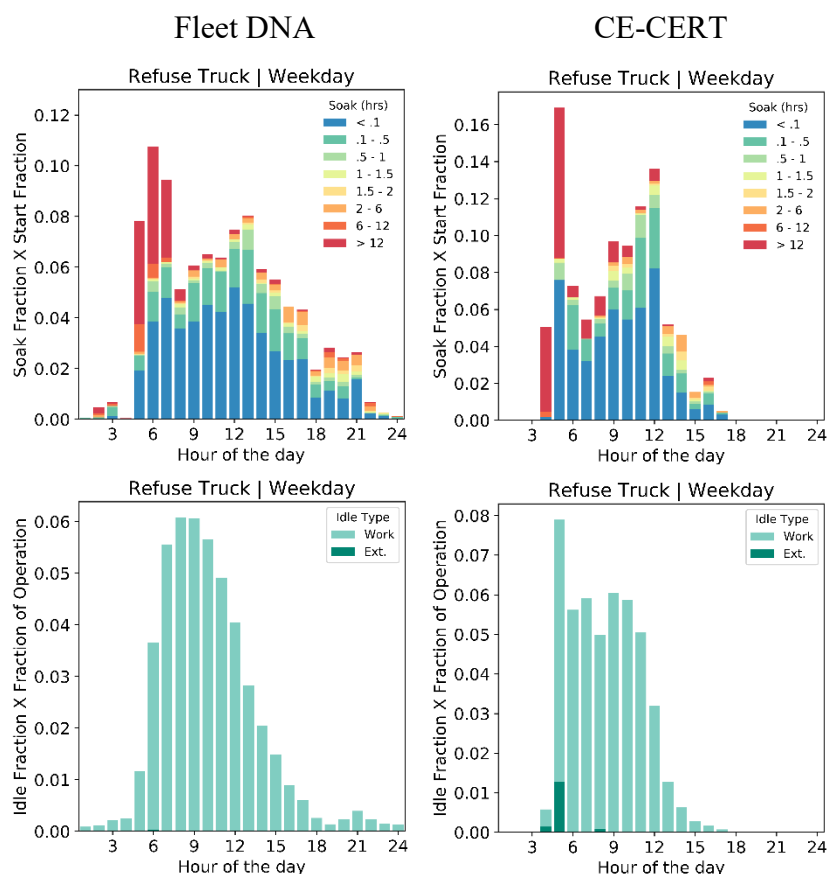 Fleet DNA
CE-CERT
Refuse Truck | Weekday
Soak Fraction X Start Fraction
0.12
0.10
0.08
0.06
0.04
0.02
0.00
Soak (hrs)
< .1
.1 - .5
.5 - 1
1 - 1.5
1.5 - 2
2 - 6
6 - 12
> 12
3 6 9 12 15 18 21 24
Hour of the day
Refuse Truck | Weekday
Soak Fraction X Start Fraction
0.16
0.14
0.12
0.10
0.08
0.06
0.04
0.02
0.00
Soak (hrs)
< .1
.1 - .5
.5 - 1
1 - 1.5
1.5 - 2
2 - 6
6 - 12
> 12
3 6 9 12 15 18 21 24
Hour of the day
Refuse Truck | Weekday
Idle Fraction X Fraction of Operation
0.06
0.05
0.04
0.03
0.02
0.01
0.00
Idle Type
Work
Ext.
3 6 9 12 15 18 21 24
Hour of the day
Refuse Truck | Weekday
Idle Fraction X Fraction of Operation
0.08
0.07
0.06
0.05
0.04
0.03
0.02
0.01
0.00
Idle Type
Work
Ext.
3 6 9 12 15 18 21 24
Hour of the day